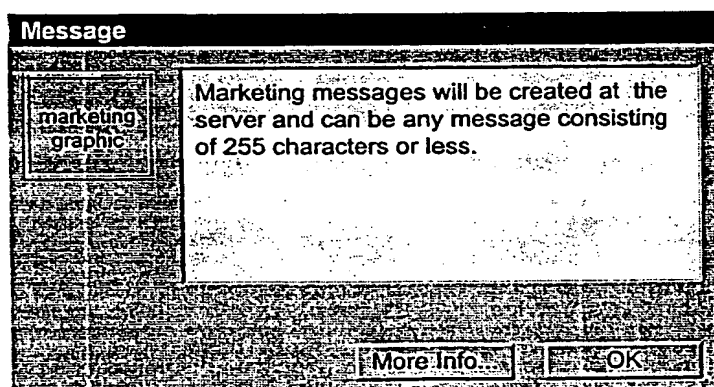 Message
marketing
graphic
Marketing messages will be created at the
server and can be any message consisting
of 255 characters or less.
More Info...
OK